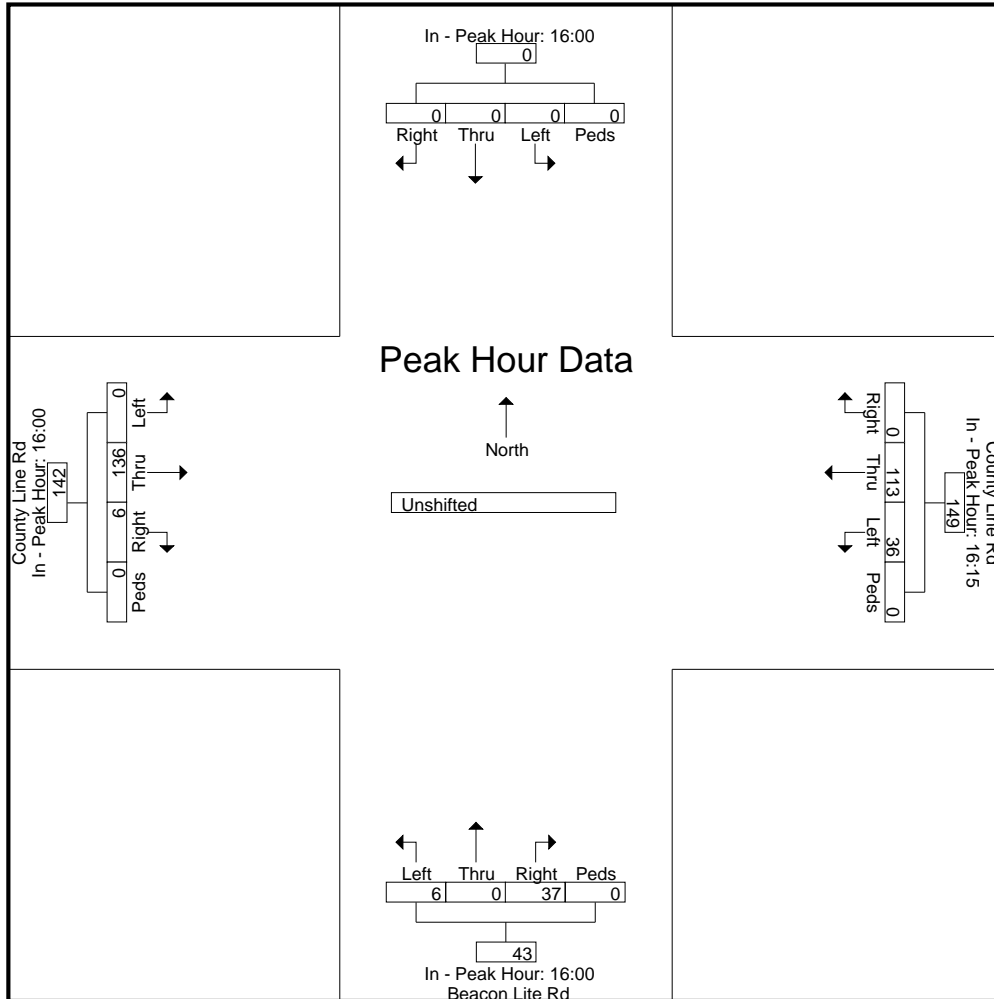 In - Peak Hour: 16:00
0
0 0 0 0
Right Thru Left Peds
Peak Hour Data
North
Unshifted
County Line Rd
In - Peak Hour: 16:00
142
0 136 6 0
Left Thru Right Peds
County Line Rd
In - Peak Hour: 16:15
149
0 113 36 0
Right Thru Left Peds
Left Thru Right Peds
6 0 37 0
43
In - Peak Hour: 16:00
Beacon Lite Rd